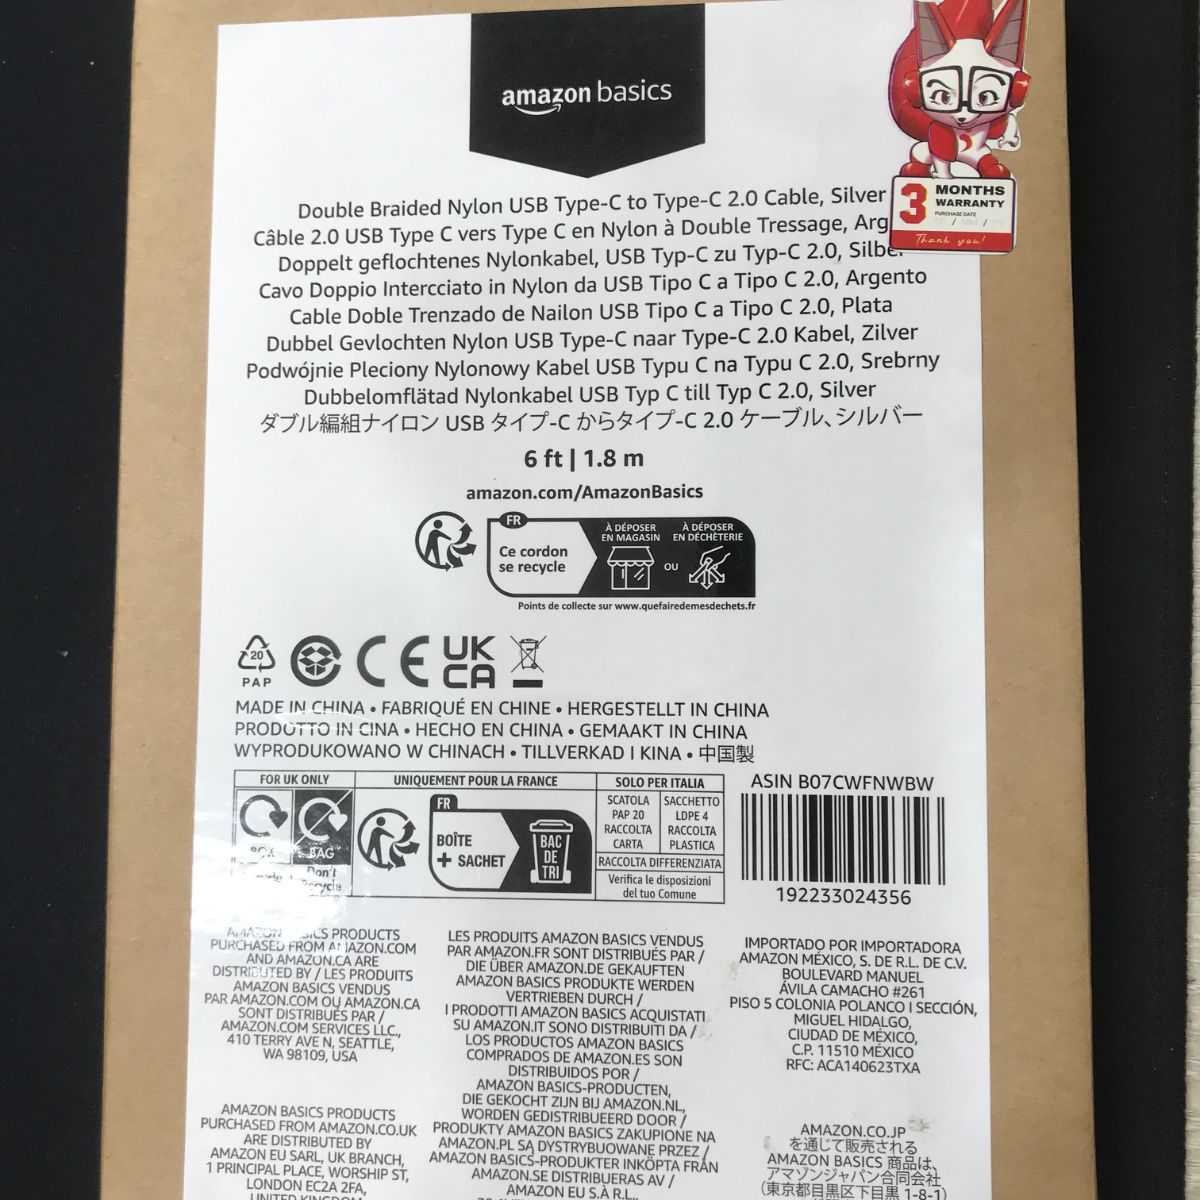 amazon basics
3 MONTHS
WARRANTY
PURCHASE DATE
DD / MM / YY
Thank you!
Double Braided Nylon USB Type-C to Type-C 2.0 Cable, Silver
Câble 2.0 USB Type C vers Type C en Nylon à Double Tressage,
Doppelt geflochtenes Nylonkabel, USB Typ-C zu Typ-C 2.0, Silber
Cavo Doppio Intercciato in Nylon da USB Tipo C a Tipo C 2.0, Argento
Cable Doble Trenzado de Nailon USB Tipo C a Tipo C 2.0, Plata
Dubbel Gevlochten Nylon USB Type-C naar Type-C 2.0 Kabel, Zilver
Podwójnie Pleciony Nylonowy Kabel USB Typu C na Typu C 2.0, Srebrny
Dubbelomflätad Nylonkabel USB Typ C till Typ C 2.0, Silver
ダブル編組ナイロン USB タイプ-C からタイプ-C 2.0 ケーブル、シルバー
6 ft | 1.8 m
amazon.com/AmazonBasics
FR
Ce cordon
se recycle
À DÉPOSER
EN MAGASIN
OU
À DÉPOSER
EN DÉCHÈTERIE
Points de collecte sur www.quefairedemesdechets.fr
20
PAP
CE
UK
CA
MADE IN CHINA • FABRIQUÉ EN CHINE • HERGESTELLT IN CHINA
PRODOTTO IN CINA • HECHO EN CHINA • GEMAAKT IN CHINA
WYPRODUKOWANO W CHINACH • TILLVERKAD I KINA • 中国製
FOR UK ONLY
BOX
BAG
Don't
Recycle
UNIQUEMENT POUR LA FRANCE
FR
BOÎTE
+ SACHET
BAC
DE
TRI
SOLO PER ITALIA
SCATOLA
PAP 20
RACCOLTA
CARTA
SACCHETTO
LDPE 4
RACCOLTA
PLASTICA
RACCOLTA DIFFERENZIATA
Verifica le disposizioni
del tuo Comune
ASIN B07CWFNWBW
192233024356
AMAZON BASICS PRODUCTS
PURCHASED FROM AMAZON.COM
AND AMAZON.CA ARE
DISTRIBUTED BY / LES PRODUITS
AMAZON BASICS VENDUS
PAR AMAZON.COM OU AMAZON.CA
SONT DISTRIBUÉS PAR /
AMAZON.COM SERVICES LLC.,
410 TERRY AVE N, SEATTLE,
WA 98109, USA
AMAZON BASICS PRODUCTS
PURCHASED FROM AMAZON.CO.UK
ARE DISTRIBUTED BY
AMAZON EU SARL, UK BRANCH,
1 PRINCIPAL PLACE, WORSHIP ST,
LONDON EC2A 2FA,
UNITED KINGDOM
LES PRODUITS AMAZON BASICS VENDUS
PAR AMAZON.FR SONT DISTRIBUÉS PAR /
DIE ÜBER AMAZON.DE GEKAUFTEN
AMAZON BASICS PRODUKTE WERDEN
VERTRIEBEN DURCH /
I PRODOTTI AMAZON BASICS ACQUISTATI
SU AMAZON.IT SONO DISTRIBUITI DA /
LOS PRODUCTOS AMAZON BASICS
COMPRADOS DE AMAZON.ES SON
DISTRIBUIDOS POR /
AMAZON BASICS-PRODUCTEN,
DIE GEKOCHT ZIJN BIJ AMAZON.NL,
WORDEN GEDISTRIBUEERD DOOR /
PRODUKTY AMAZON BASICS ZAKUPIONE NA
AMAZON.PL SĄ DYSTRYBUOWANE PRZEZ /
AMAZON BASICS-PRODUKTER INKÖPTA FRÅN
AMAZON.SE DISTRIBUERAS AV /
AMAZON EU S.À R.L.,
IMPORTADO POR IMPORTADORA
AMAZON MÉXICO, S. DE R.L. DE C.V.
BOULEVARD MANUEL
ÁVILA CAMACHO #261
PISO 5 COLONIA POLANCO I SECCIÓN,
MIGUEL HIDALGO,
CIUDAD DE MÉXICO,
C.P. 11510 MÉXICO
RFC: ACA140623TXA
AMAZON.CO.JP
を通じて販売される
AMAZON BASICS 商品は、
アマゾンジャパン合同会社
(東京都目黒区下目黒 1-8-1)